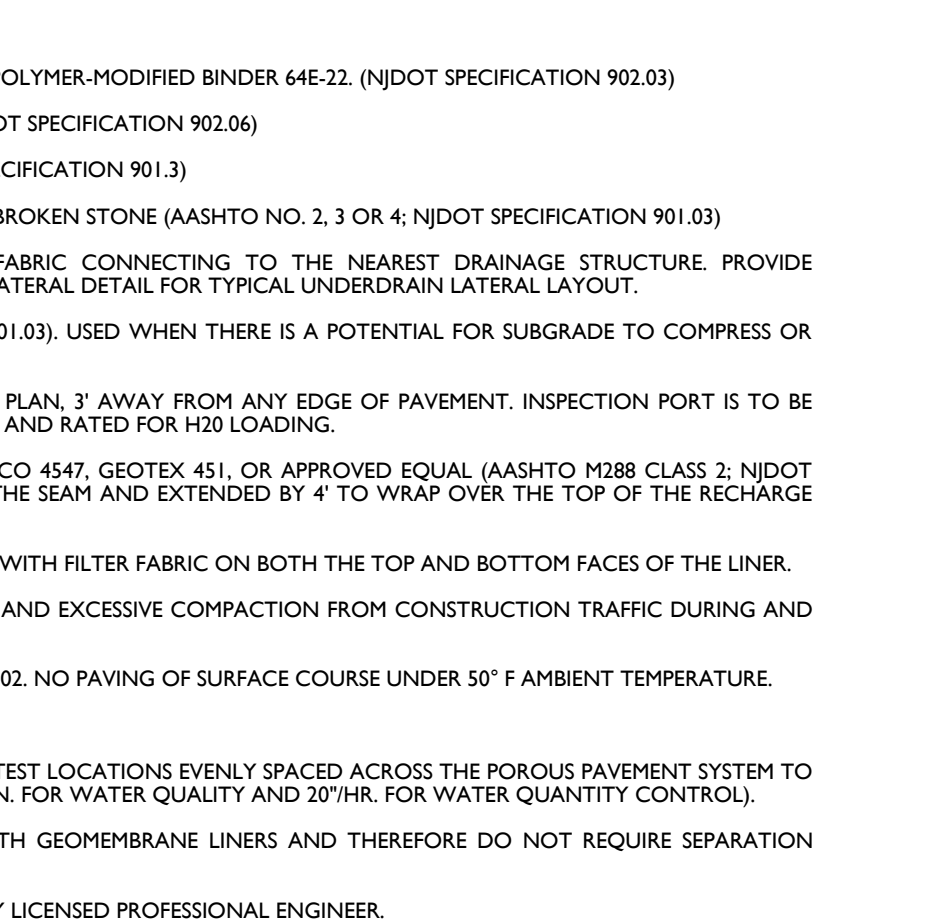 POLYMER-MODIFIED BINDER 64E-22. (NJDOT SPECIFICATION 902.03)
OT SPECIFICATION 902.06)
CIFICATION 901.3)
BROKEN STONE (AASHTO NO. 2, 3 OR 4; NJDOT SPECIFICATION 901.03)
FABRIC CONNECTING TO THE NEAREST DRAINAGE STRUCTURE. PROVIDE
ATERAL DETAIL FOR TYPICAL UNDERDRAIN LATERAL LAYOUT.
01.03). USED WHEN THERE IS A POTENTIAL FOR SUBGRADE TO COMPRESS OR
PLAN, 3' AWAY FROM ANY EDGE OF PAVEMENT. INSPECTION PORT IS TO BE
AND RATED FOR H20 LOADING.
CO 4547, GEOTEX 451, OR APPROVED EQUAL (AASHTO M288 CLASS 2; NJDOT
THE SEAM AND EXTENDED BY 4' TO WRAP OVER THE TOP OF THE RECHARGE
WITH FILTER FABRIC ON BOTH THE TOP AND BOTTOM FACES OF THE LINER.
AND EXCESSIVE COMPACTION FROM CONSTRUCTION TRAFFIC DURING AND
02. NO PAVING OF SURFACE COURSE UNDER 50° F AMBIENT TEMPERATURE.
TEST LOCATIONS EVENLY SPACED ACROSS THE POROUS PAVEMENT SYSTEM TO
N. FOR WATER QUALITY AND 20"/HR. FOR WATER QUANTITY CONTROL).
TH GEOMEMBRANE LINERS AND THEREFORE DO NOT REQUIRE SEPARATION
Y LICENSED PROFESSIONAL ENGINEER.